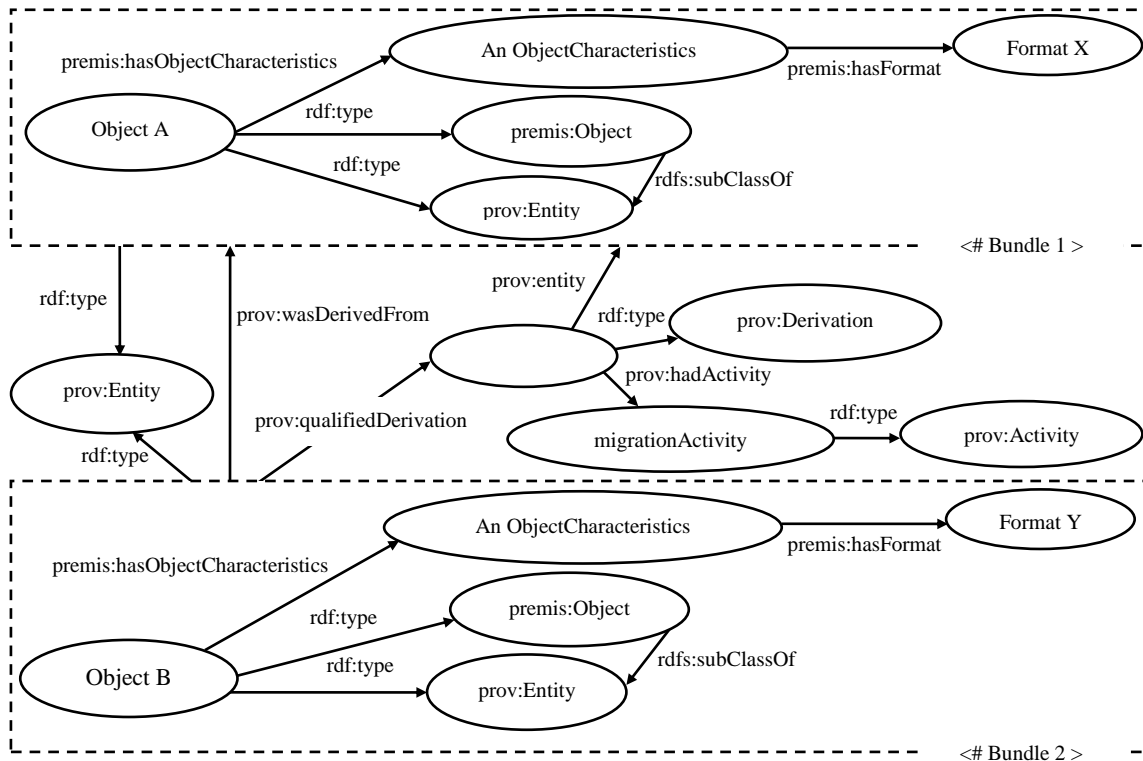 An ObjectCharacteristics
Format X
premis:hasObjectCharacteristics
premis:hasFormat
rdf:type
Object A
premis:Object
rdf:type
rdfs:subClassOf
prov:Entity
<# Bundle 1 >
prov:entity
rdf:type
prov:wasDerivedFrom
rdf:type
prov:Derivation
prov:hadActivity
prov:Entity
prov:qualifiedDerivation
rdf:type
migrationActivity
prov:Activity
rdf:type
An ObjectCharacteristics
Format Y
premis:hasObjectCharacteristics
premis:hasFormat
premis:Object
rdf:type
rdf:type
rdfs:subClassOf
Object B
prov:Entity
<# Bundle 2 >